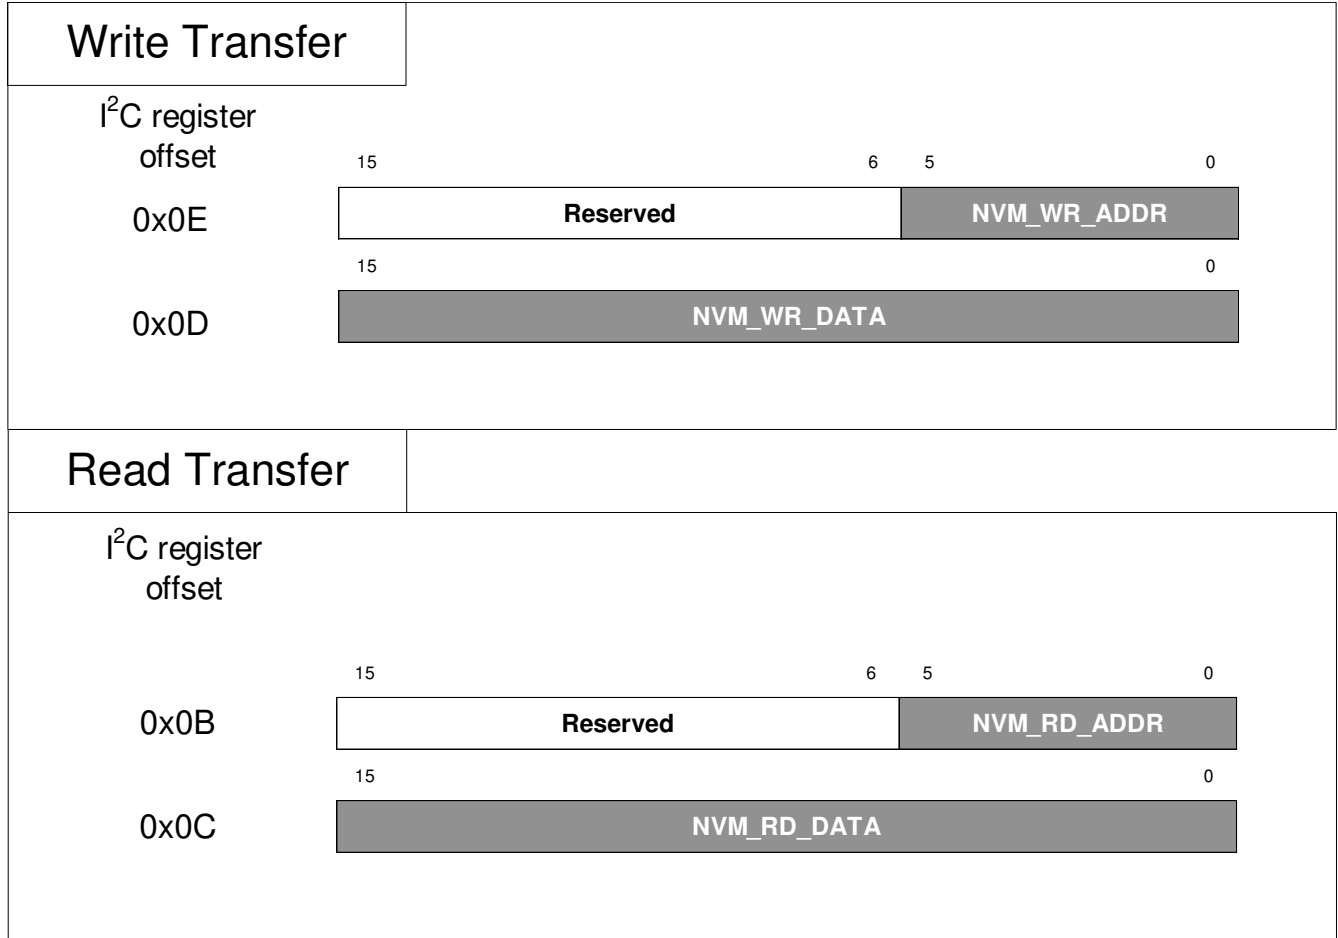 Write Transfer
I²C register
offset
15 6 5 0
0x0E Reserved NVM_WR_ADDR
15 0
0x0D NVM_WR_DATA
Read Transfer
I²C register
offset
15 6 5 0
0x0B Reserved NVM_RD_ADDR
15 0
0x0C NVM_RD_DATA